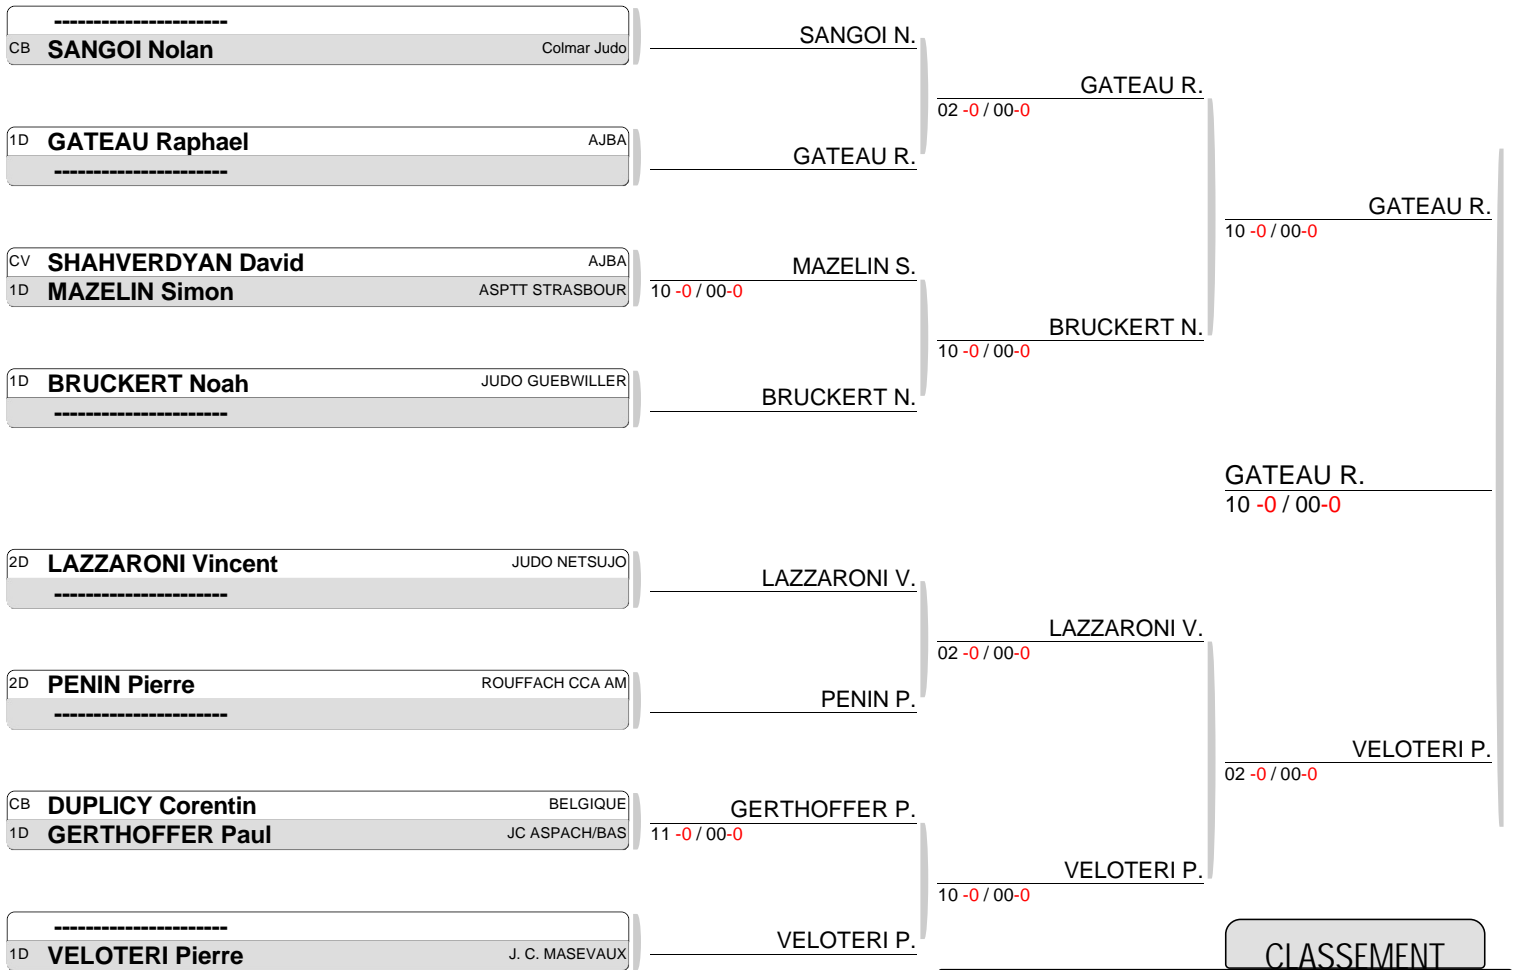 ----------------------
CB SANGOI Nolan Colmar Judo
SANGOI N.
GATEAU R.
02 -0 / 00-0
1D GATEAU Raphael AJBA
----------------------
GATEAU R.
GATEAU R.
10 -0 / 00-0
CV SHAHVERDYAN David AJBA
1D MAZELIN Simon ASPTT STRASBOUR
MAZELIN S.
10 -0 / 00-0
BRUCKERT N.
10 -0 / 00-0
1D BRUCKERT Noah JUDO GUEBWILLER
----------------------
BRUCKERT N.
GATEAU R.
10 -0 / 00-0
2D LAZZARONI Vincent JUDO NETSUJO
----------------------
LAZZARONI V.
LAZZARONI V.
02 -0 / 00-0
2D PENIN Pierre ROUFFACH CCA AM
----------------------
PENIN P.
VELOTERI P.
02 -0 / 00-0
CB DUPLICY Corentin BELGIQUE
1D GERTHOFFER Paul JC ASPACH/BAS
GERTHOFFER P.
11 -0 / 00-0
VELOTERI P.
10 -0 / 00-0
----------------------
1D VELOTERI Pierre J. C. MASEVAUX
VELOTERI P.
CLASSEMENT